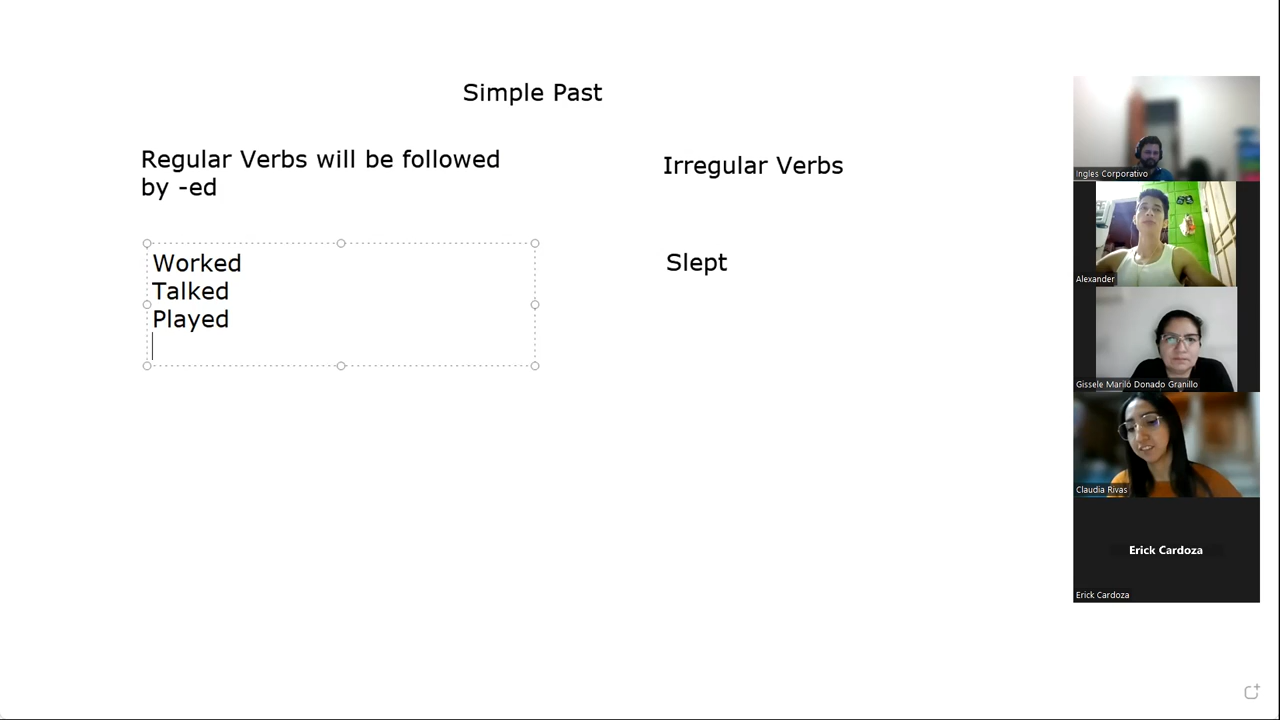 Simple Past
Regular Verbs will be followed
by -ed
Irregular Verbs
Worked
Talked
Played
Slept
Ingles Corporativo
Alexander
Gissele Mariló Donado Granillo
Claudia Rivas
Erick Cardoza
Erick Cardoza